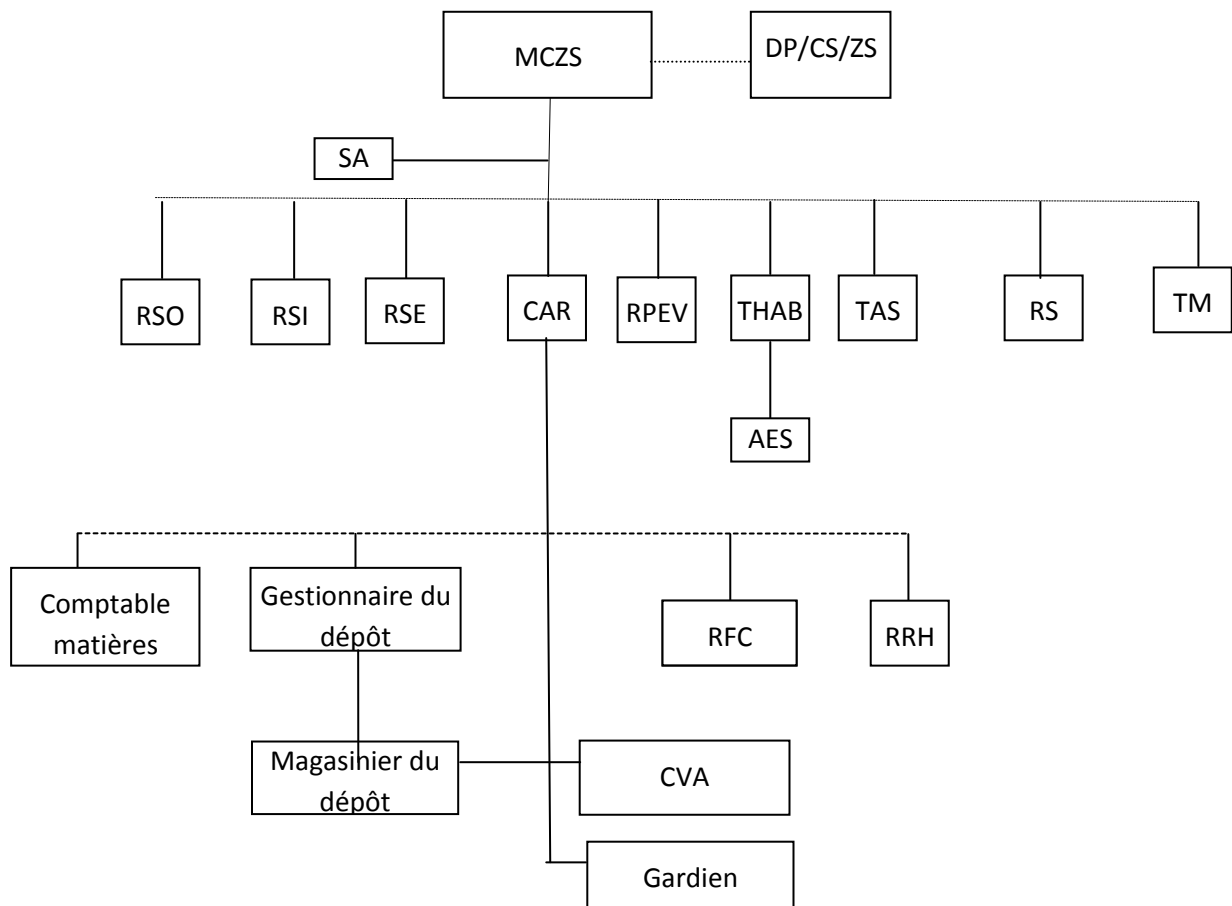 MCZS
DP/CS/ZS
SA
RSO
RSI
RSE
CAR
RPEV
THAB
TAS
RS
TM
AES
Comptable
matières
Gestionnaire du
dépôt
RFC
RRH
Magasinier du
dépôt
CVA
Gardien